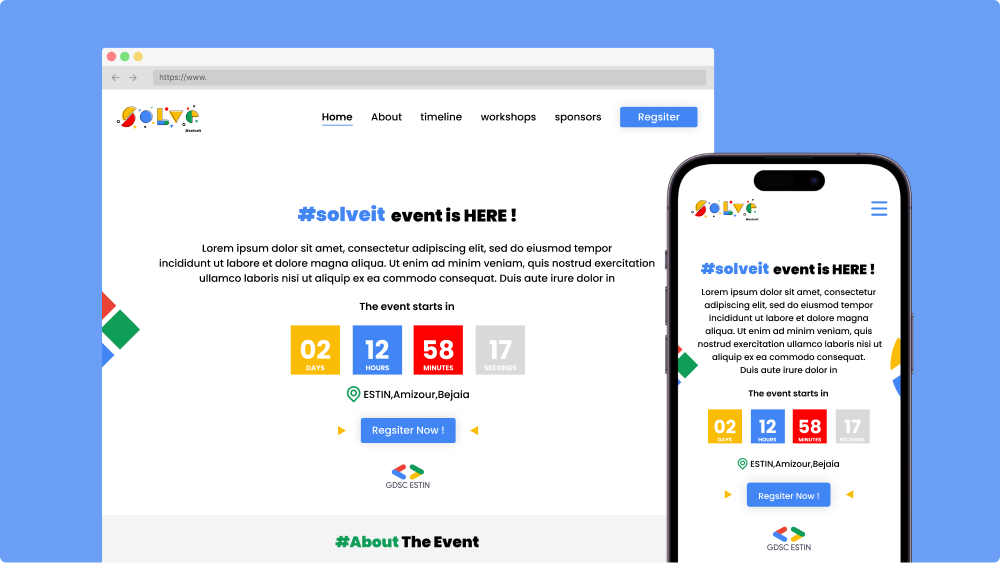 https://www.
SOLVE
#solveit
Home About timeline workshops sponsors Regsiter
#solveit event is HERE !
Lorem ipsum dolor sit amet, consectetur adipiscing elit, sed do eiusmod tempor
incididunt ut labore et dolore magna aliqua. Ut enim ad minim veniam, quis nostrud exercitation
ullamco laboris nisi ut aliquip ex ea commodo consequat. Duis aute irure dolor in
The event starts in
02 12 58 17
DAYS HOURS MINUTES SECONDS
ESTIN,Amizour,Bejaia
Regsiter Now !
GDSC ESTIN
#About The Event
SOLVE
#solveit
#solveit event is HERE !
Lorem ipsum dolor sit amet, consectetur
adipiscing elit, sed do eiusmod tempor
incididunt ut labore et dolore magna
aliqua. Ut enim ad minim veniam, quis
nostrud exercitation ullamco laboris nisi ut
aliquip ex ea commodo consequat.
Duis aute irure dolor in
The event starts in
02 12 58 17
DAYS HOURS MINUTES SECONDS
ESTIN,Amizour,Bejaia
Regsiter Now !
GDSC ESTIN